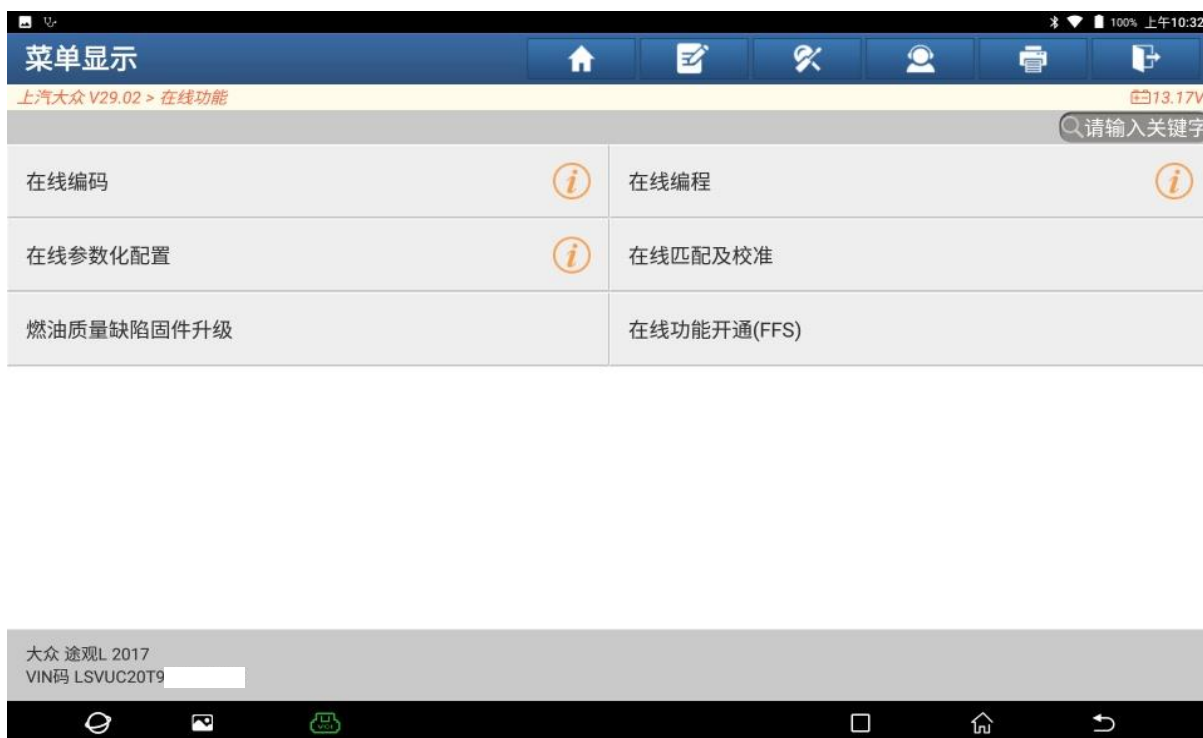 100% 上午10:32
菜单显示
上汽大众 V29.02 > 在线功能
13.17V
请输入关键字
在线编码
在线编程
在线参数化配置
在线匹配及校准
燃油质量缺陷固件升级
在线功能开通(FFS)
大众 途观L 2017
VIN码 LSVUC20T9
VCI